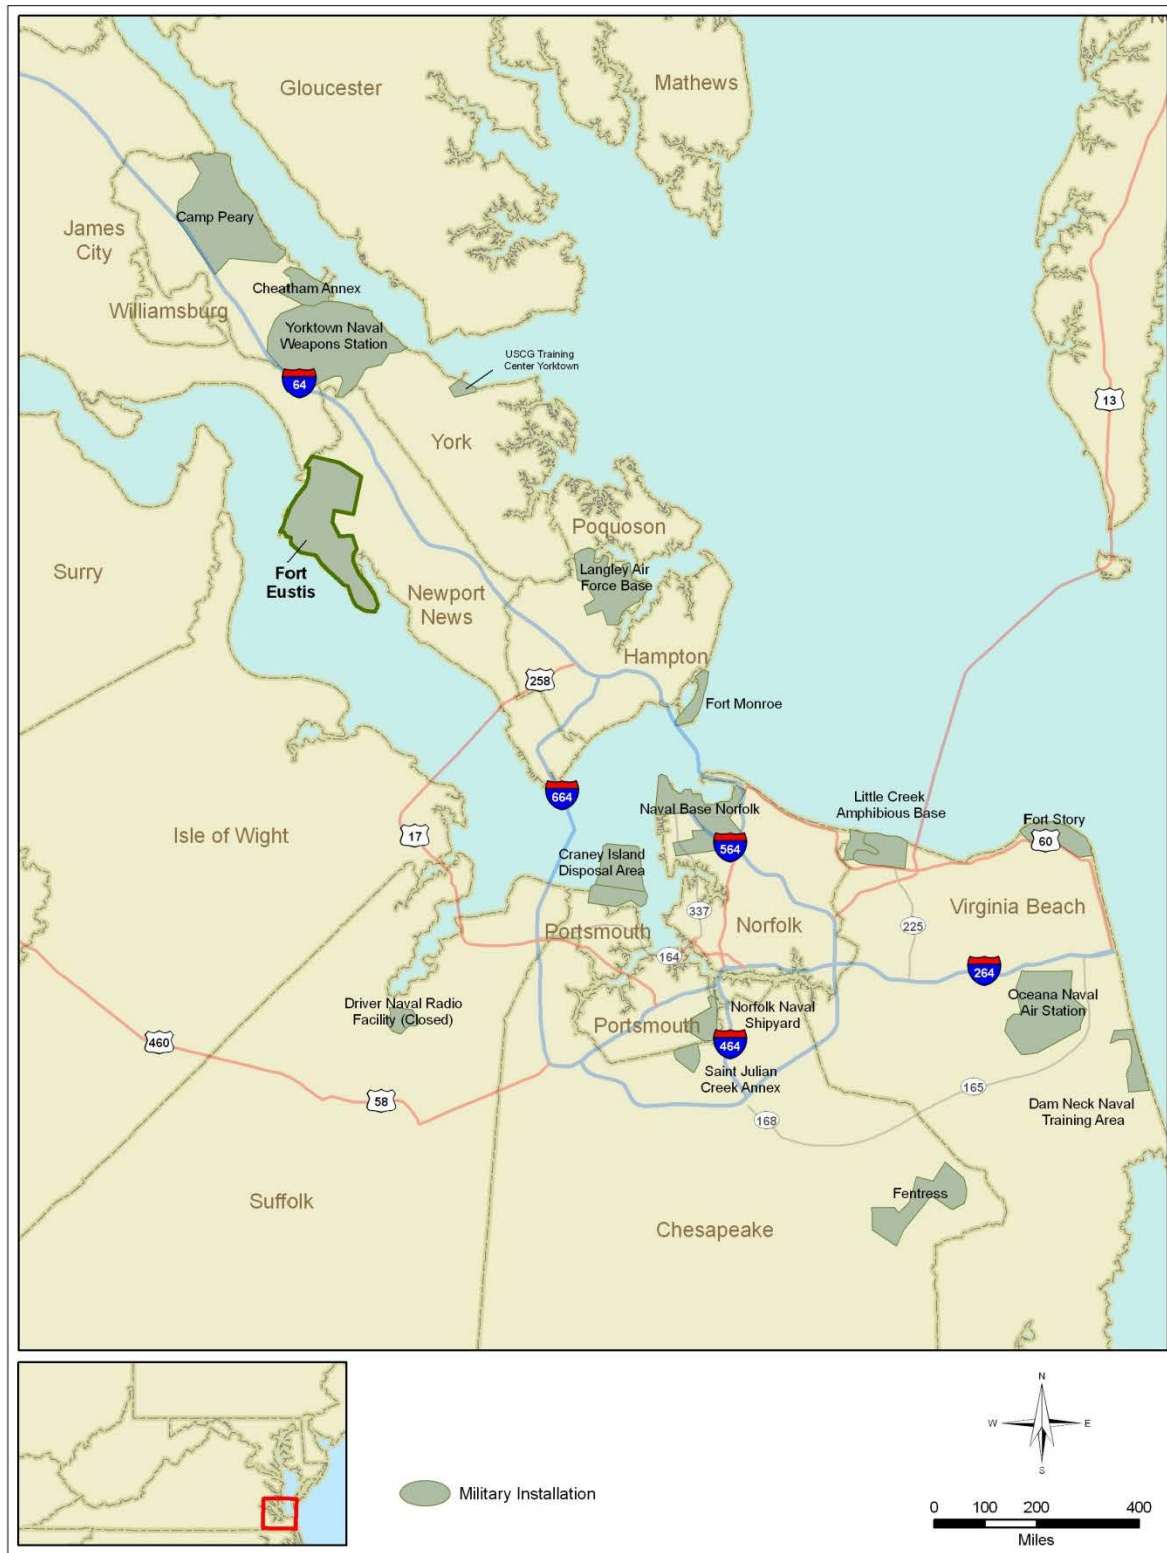 Gloucester
Mathews
N
Camp Peary
James
City
Cheatham Annex
Williamsburg
Yorktown Naval
Weapons Station
USCG Training
Center Yorktown
64
13
York
Poquoson
Surry
Fort
Eustis
Langley Air
Force Base
Newport
News
Hampton
258
Fort Monroe
664
Isle of Wight
17
Naval Base Norfolk
Little Creek
Amphibious Base
Fort Story
60
564
Craney Island
Disposal Area
337
Norfolk
Virginia Beach
225
Portsmouth
164
264
Driver Naval Radio
Facility (Closed)
Norfolk Naval
Shipyard
Oceana Naval
Air Station
Portsmouth
460
464
Saint Julian
Creek Annex
58
165
168
Dam Neck Naval
Training Area
Suffolk
Fentress
Chesapeake
N
W
E
S
Military Installation
0 100 200 400
Miles